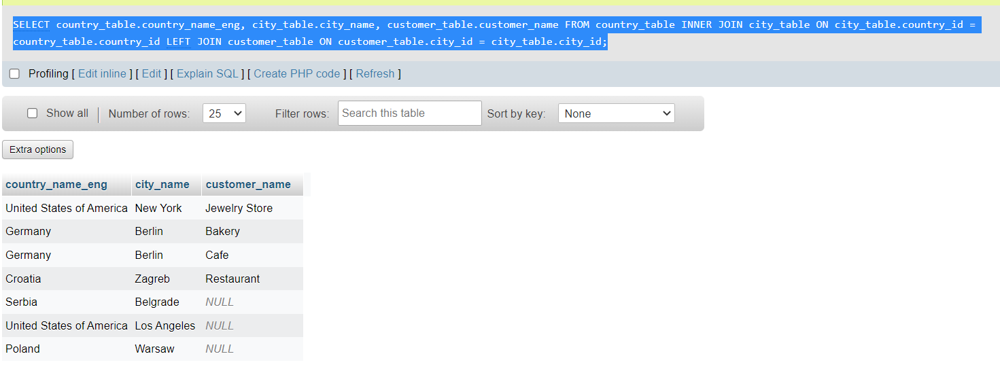 SELECT country_table.country_name_eng, city_table.city_name, customer_table.customer_name FROM country_table INNER JOIN city_table ON city_table.country_id =
country_table.country_id LEFT JOIN customer_table ON customer_table.city_id = city_table.city_id;
Profiling [ Edit inline ] [ Edit ] [ Explain SQL ] [ Create PHP code ] [ Refresh ]
Show all | Number of rows: 25 Filter rows: Search this table Sort by key: None
Extra options
country_name_eng city_name customer_name
United States of America New York Jewelry Store
Germany Berlin Bakery
Germany Berlin Cafe
Croatia Zagreb Restaurant
Serbia Belgrade NULL
United States of America Los Angeles NULL
Poland Warsaw NULL